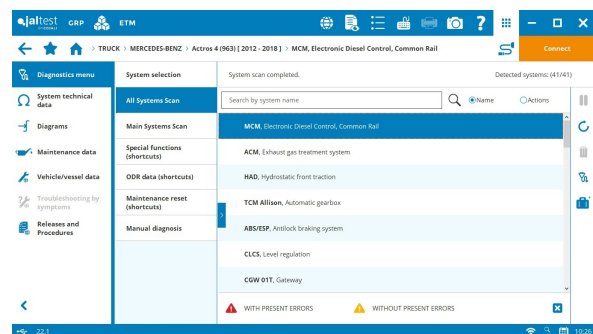 jaltest GRP ETM
TRUCK > MERCEDES-BENZ > Actros 4 (963) [ 2012 - 2018 ] > MCM, Electronic Diesel Control, Common Rail
Connect
Diagnostics menu
System technical
data
Diagrams
Maintenance data
Vehicle/vessel data
Troubleshooting by
symptoms
Releases and
Procedures
System selection
All Systems Scan
Main Systems Scan
Special functions
(shortcuts)
ODR data (shortcuts)
Maintenance reset
(shortcuts)
Manual diagnosis
System scan completed. Detected systems: (41/41)
Search by system name Name Actions
MCM, Electronic Diesel Control, Common Rail
ACM, Exhaust gas treatment system
HAD, Hydrostatic front traction
TCM Allison, Automatic gearbox
ABS/ESP, Antilock braking system
CLCS, Level regulation
CGW 01T, Gateway
WITH PRESENT ERRORS WITHOUT PRESENT ERRORS
22.1 10:26